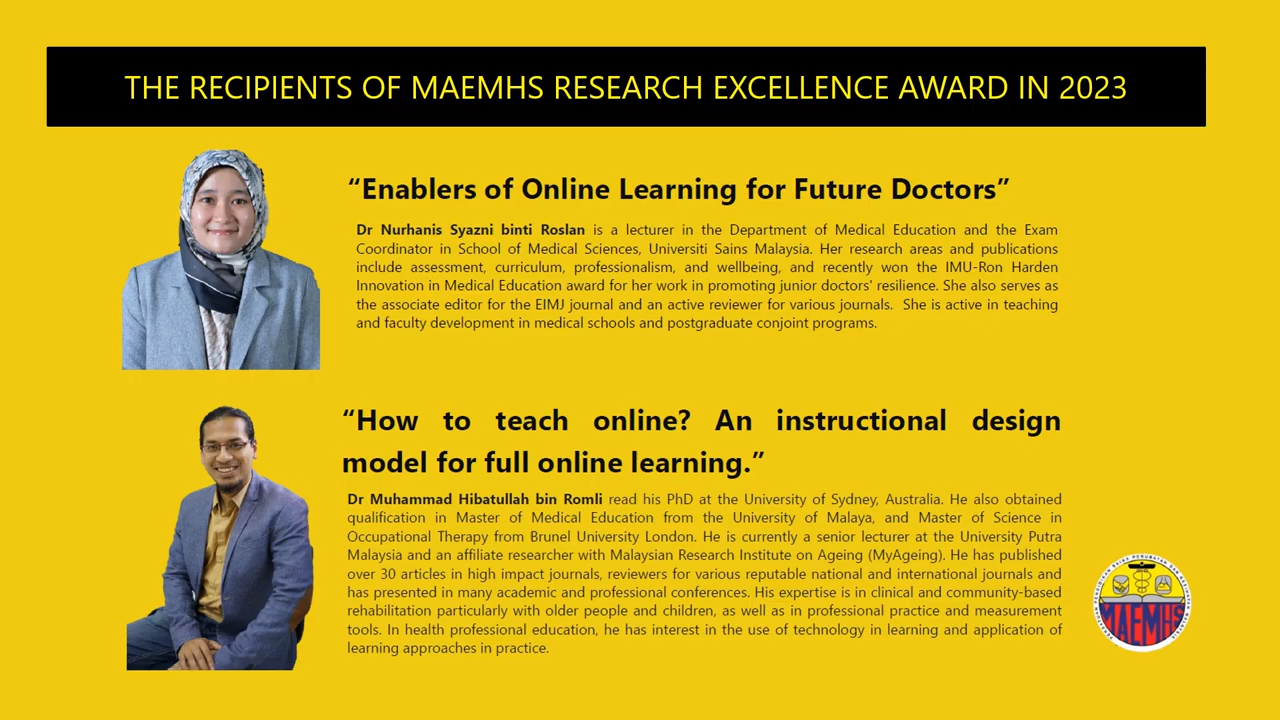 THE RECIPIENTS OF MAEMHS RESEARCH EXCELLENCE AWARD IN 2023
“Enablers of Online Learning for Future Doctors”
Dr Nurhanis Syazni binti Roslan is a lecturer in the Department of Medical Education and the Exam
Coordinator in School of Medical Sciences, Universiti Sains Malaysia. Her research areas and publications
include assessment, curriculum, professionalism, and wellbeing, and recently won the IMU-Ron Harden
Innovation in Medical Education award for her work in promoting junior doctors' resilience. She also serves as
the associate editor for the EIMJ journal and an active reviewer for various journals. She is active in teaching
and faculty development in medical schools and postgraduate conjoint programs.
“How to teach online? An instructional design
model for full online learning.”
Dr Muhammad Hibatullah bin Romli read his PhD at the University of Sydney, Australia. He also obtained
qualification in Master of Medical Education from the University of Malaya, and Master of Science in
Occupational Therapy from Brunel University London. He is currently a senior lecturer at the University Putra
Malaysia and an affiliate researcher with Malaysian Research Institute on Ageing (MyAgeing). He has published
over 30 articles in high impact journals, reviewers for various reputable national and international journals and
has presented in many academic and professional conferences. His expertise is in clinical and community-based
rehabilitation particularly with older people and children, as well as in professional practice and measurement
tools. In health professional education, he has interest in the use of technology in learning and application of
learning approaches in practice.
MAEMHS